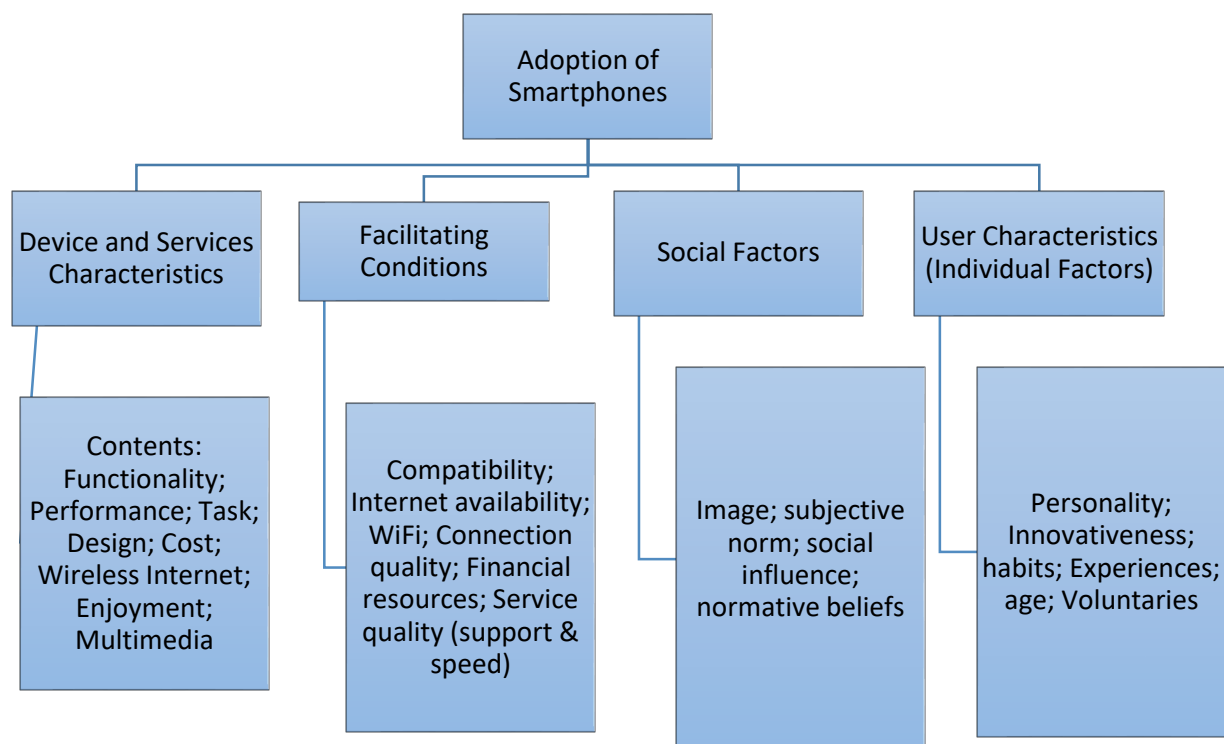 Adoption of
Smartphones
Device and Services
Characteristics
Facilitating
Conditions
Social Factors
User Characteristics
(Individual Factors)
Contents:
Functionality;
Performance; Task;
Design; Cost;
Wireless Internet;
Enjoyment;
Multimedia
Compatibility;
Internet availability;
WiFi; Connection
quality; Financial
resources; Service
quality (support &
speed)
Image; subjective
norm; social
influence;
normative beliefs
Personality;
Innovativeness;
habits; Experiences;
age; Voluntaries